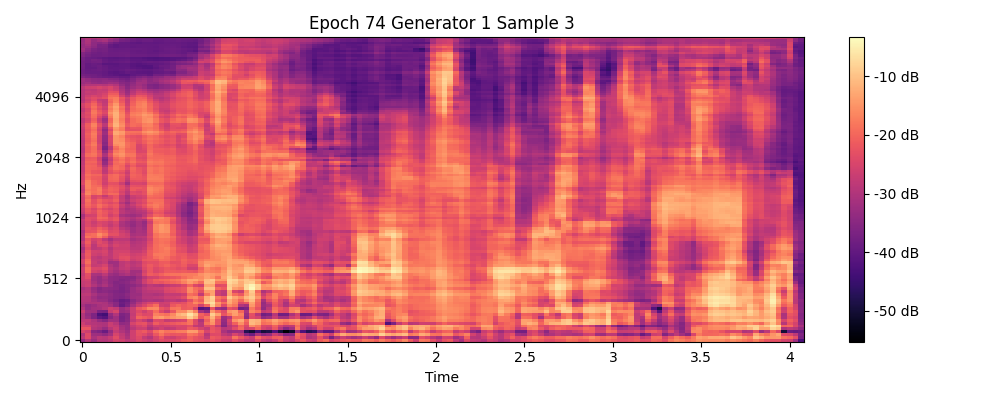 Epoch 74 Generator 1 Sample 3
Hz
4096
2048
1024
512
0
0 0.5 1 1.5 2 2.5 3 3.5 4
Time
-10 dB
-20 dB
-30 dB
-40 dB
-50 dB